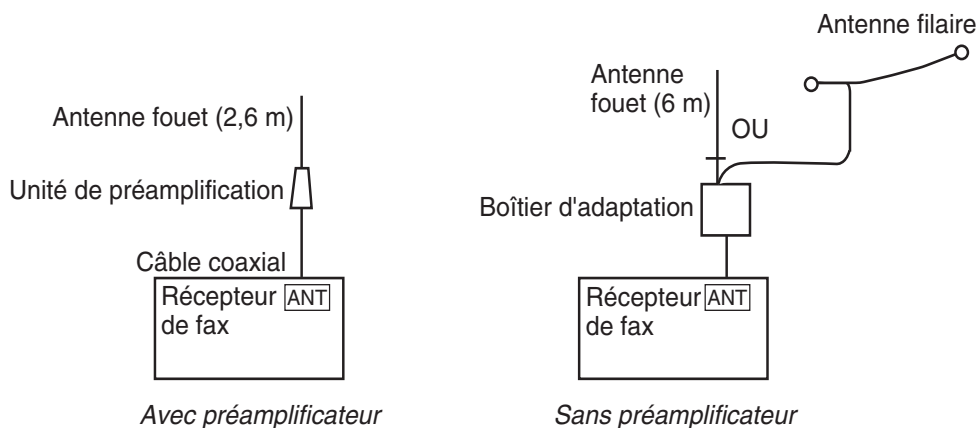 Antenne fouet (2,6 m)
Unité de préamplification
Câble coaxial
Récepteur ANT
de fax
Avec préamplificateur
Antenne filaire
Antenne
fouet (6 m)
OU
Boîtier d'adaptation
Récepteur ANT
de fax
Sans préamplificateur